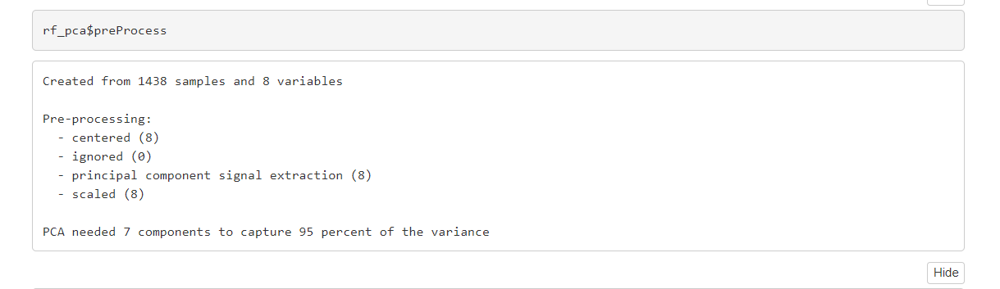 rf_pca$preProcess
Created from 1438 samples and 8 variables
Pre-processing:
- centered (8)
- ignored (0)
- principal component signal extraction (8)
- scaled (8)
PCA needed 7 components to capture 95 percent of the variance
Hide